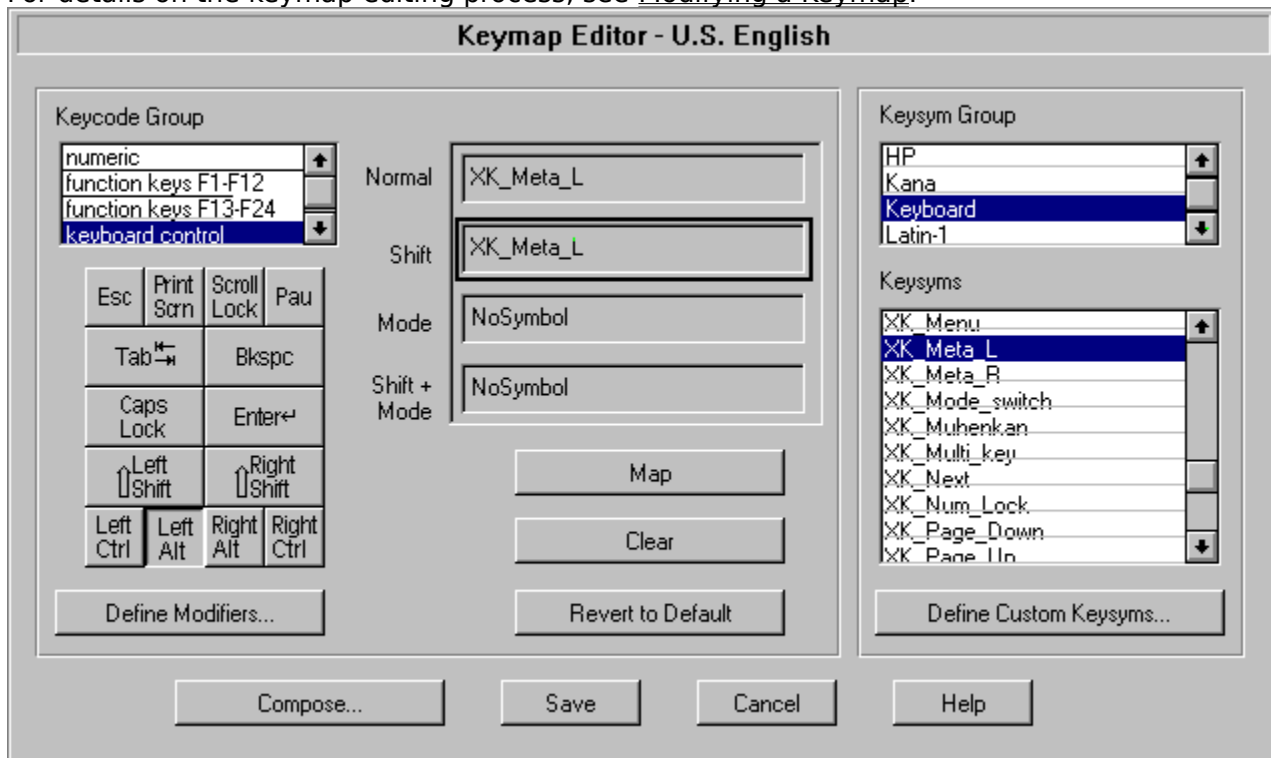 For details on the keymap editing process, see Modifying a Keymap.
Keymap Editor - U.S. English
Keycode Group
numeric
function keys F1-F12
function keys F13-F24
keyboard control
Esc
Print Scrn
Scroll Lock
Pau
Tab
Bkspc
Caps Lock
Enter↵
⇧Left Shift
⇧Right Shift
Left Ctrl
Left Alt
Right Alt
Right Ctrl
Define Modifiers...
Normal
XK_Meta_L
Shift
XK_Meta_L
Mode
NoSymbol
Shift + Mode
NoSymbol
Map
Clear
Revert to Default
Keysym Group
HP
Kana
Keyboard
Latin-1
Keysyms
XK_Menu
XK_Meta_L
XK_Meta_R
XK_Mode_switch
XK_Muhenkan
XK_Multi_key
XK_Next
XK_Num_Lock
XK_Page_Down
XK_Page_Up
Define Custom Keysyms...
Compose...
Save
Cancel
Help